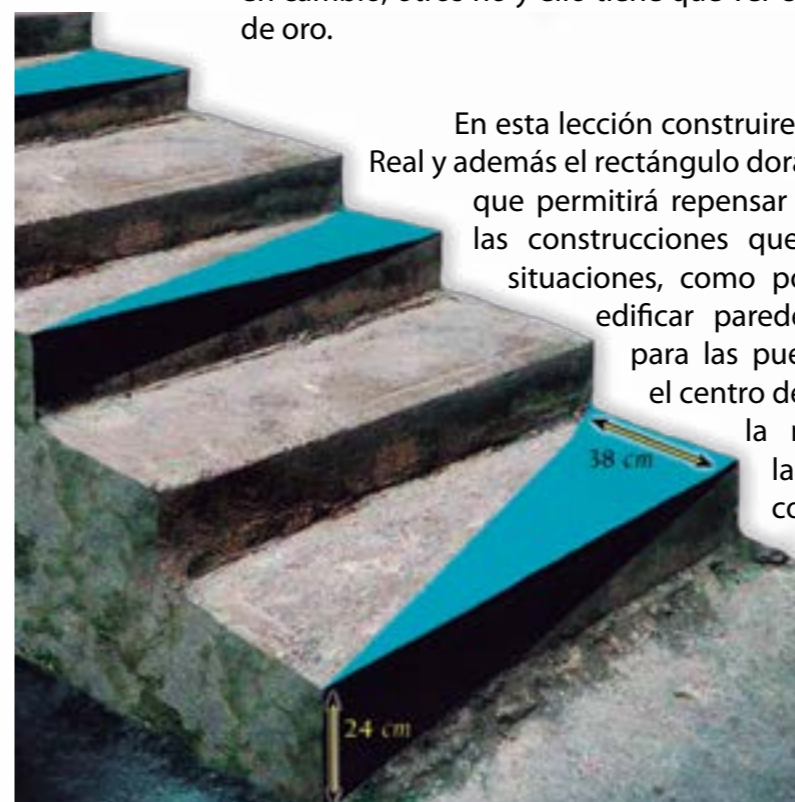 de oro.
En esta lección construire
Real y además el rectángulo dora
que permitirá repensar
las construcciones que
situaciones, como po
edificar parede
para las pue
el centro de
la
la
co
38 cm
24 cm